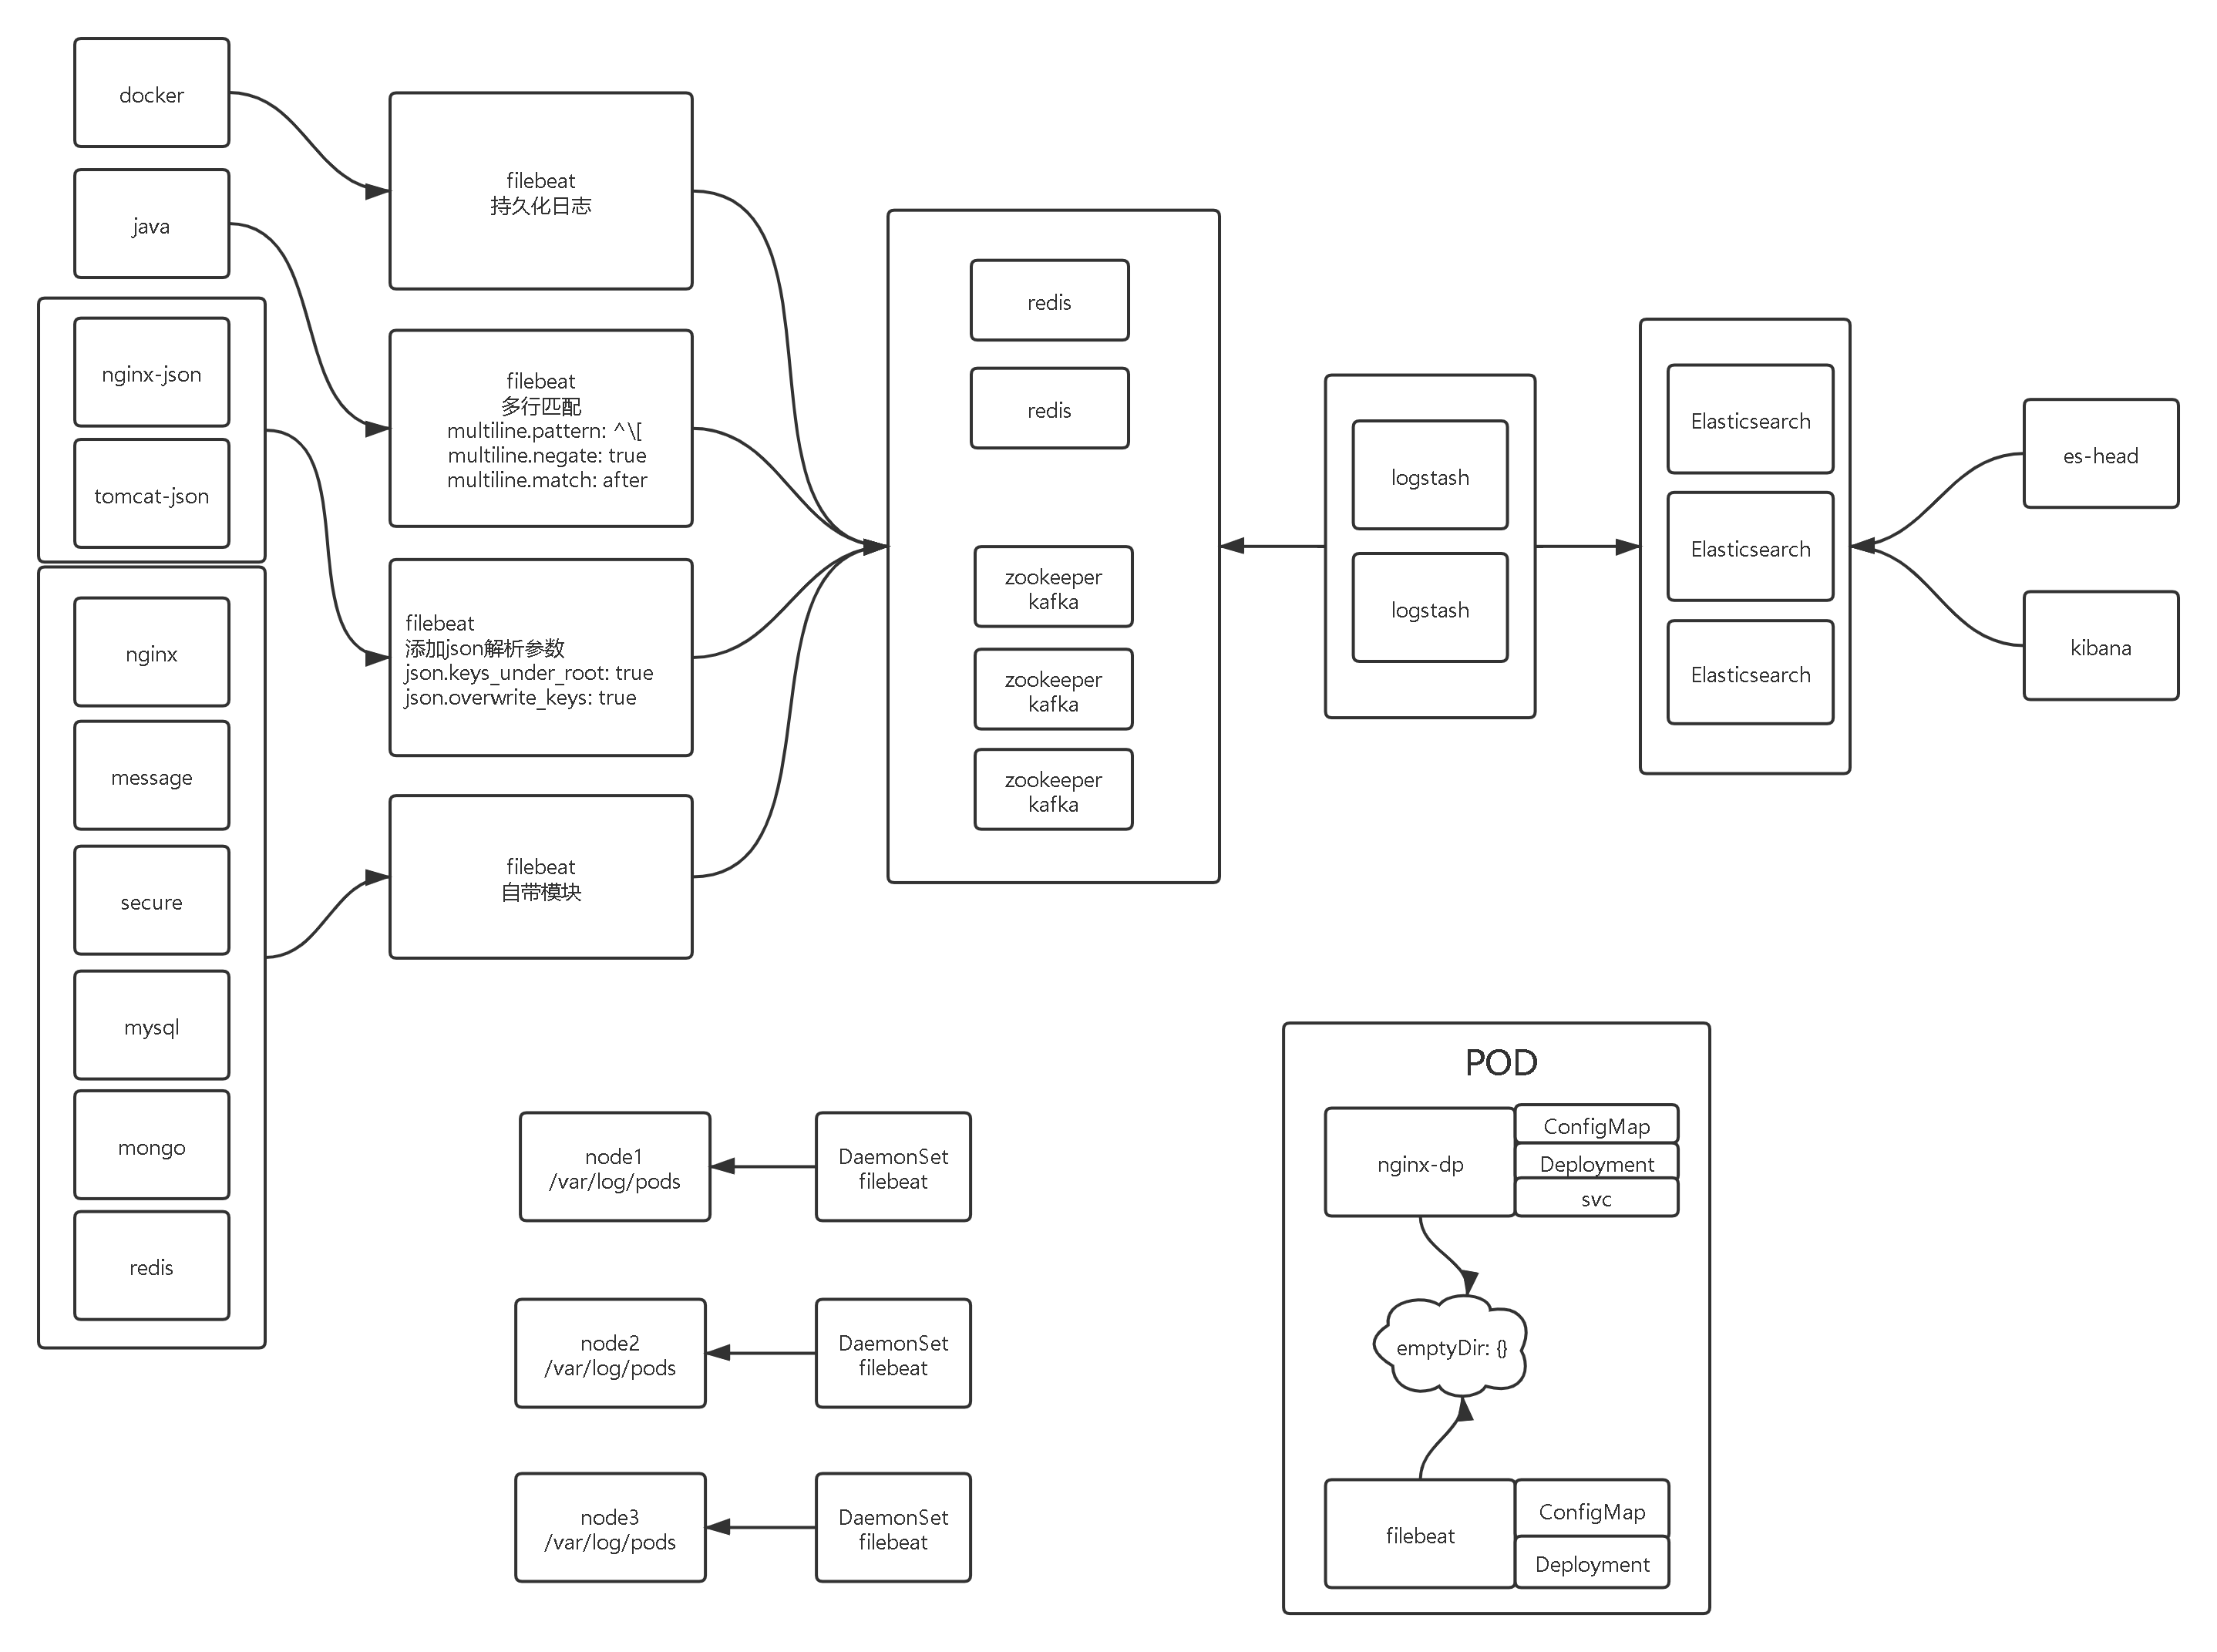 docker
java
nginx-json
tomcat-json
nginx
message
secure
mysql
mongo
redis
filebeat
持久化日志
filebeat
多行匹配
multiline.pattern: ^\[
multiline.negate: true
multiline.match: after
filebeat
添加json解析参数
json.keys_under_root: true
json.overwrite_keys: true
filebeat
自带模块
redis
redis
zookeeper
kafka
zookeeper
kafka
zookeeper
kafka
logstash
logstash
Elasticsearch
Elasticsearch
Elasticsearch
es-head
kibana
node1
/var/log/pods
DaemonSet
filebeat
node2
/var/log/pods
DaemonSet
filebeat
node3
/var/log/pods
DaemonSet
filebeat
POD
nginx-dp
ConfigMap
Deployment
svc
emptyDir: {}
filebeat
ConfigMap
Deployment